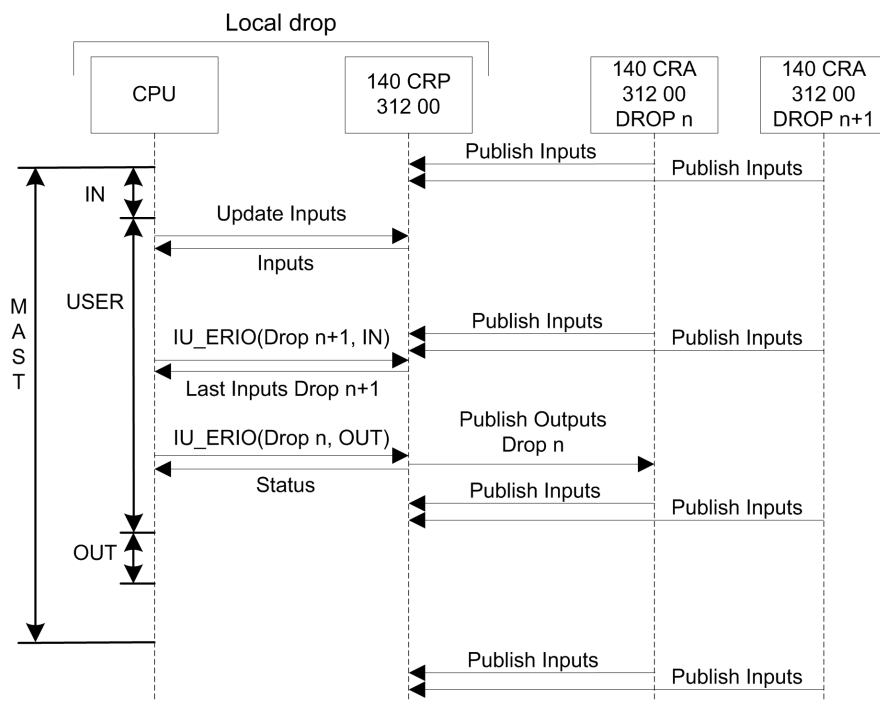 Local drop
CPU
140 CRP
312 00
140 CRA
312 00
DROP n
140 CRA
312 00
DROP n+1
Publish Inputs
Publish Inputs
IN
Update Inputs
Inputs
USER
MAST
Publish Inputs
Publish Inputs
IU_ERIO(Drop n+1, IN)
Last Inputs Drop n+1
IU_ERIO(Drop n, OUT)
Publish Outputs
Drop n
Status
Publish Inputs
Publish Inputs
OUT
Publish Inputs
Publish Inputs